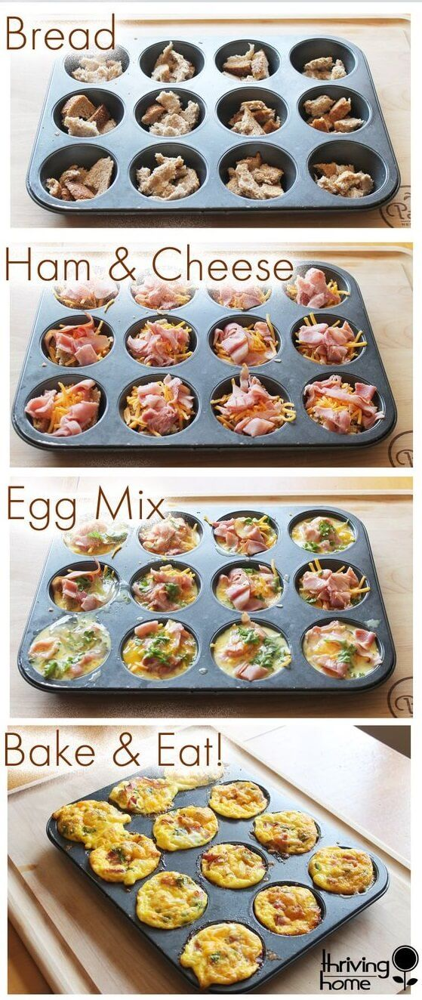 Bread
Ham & Cheese
Egg Mix
Bake & Eat!
thriving
home